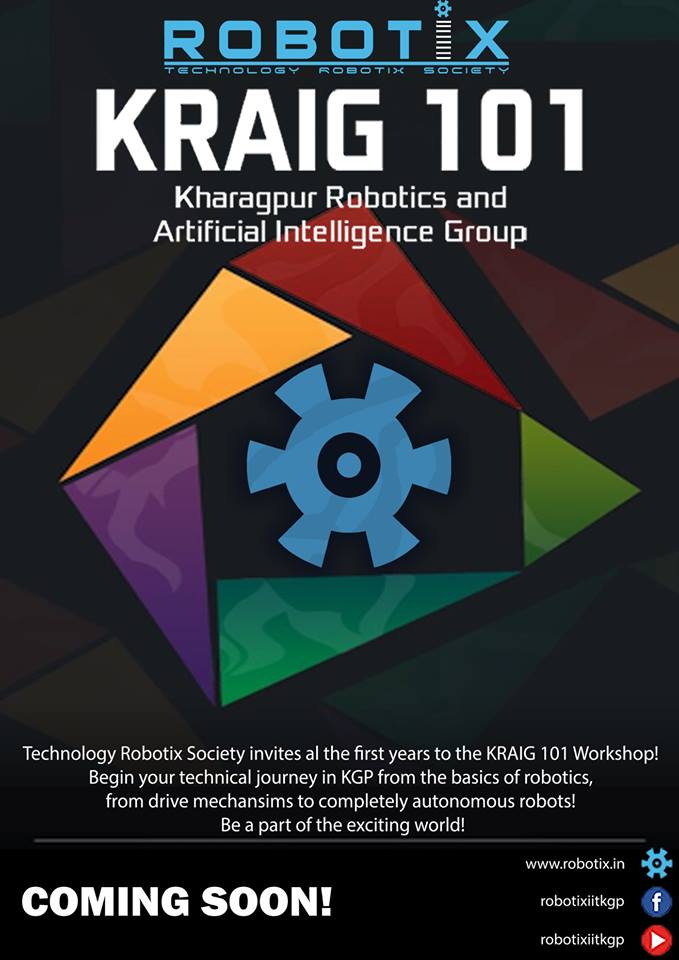 ROBOTIX
TECHNOLOGY ROBOTIX SOCIETY
KRAIG 101
Kharagpur Robotics and
Artificial Intelligence Group
Technology Robotix Society invites al the first years to the KRAIG 101 Workshop!
Begin your technical journey in KGP from the basics of robotics,
from drive mechansims to completely autonomous robots!
Be a part of the exciting world!
www.robotix.in
COMING SOON!
robotixiitkgp
robotixiitkgp